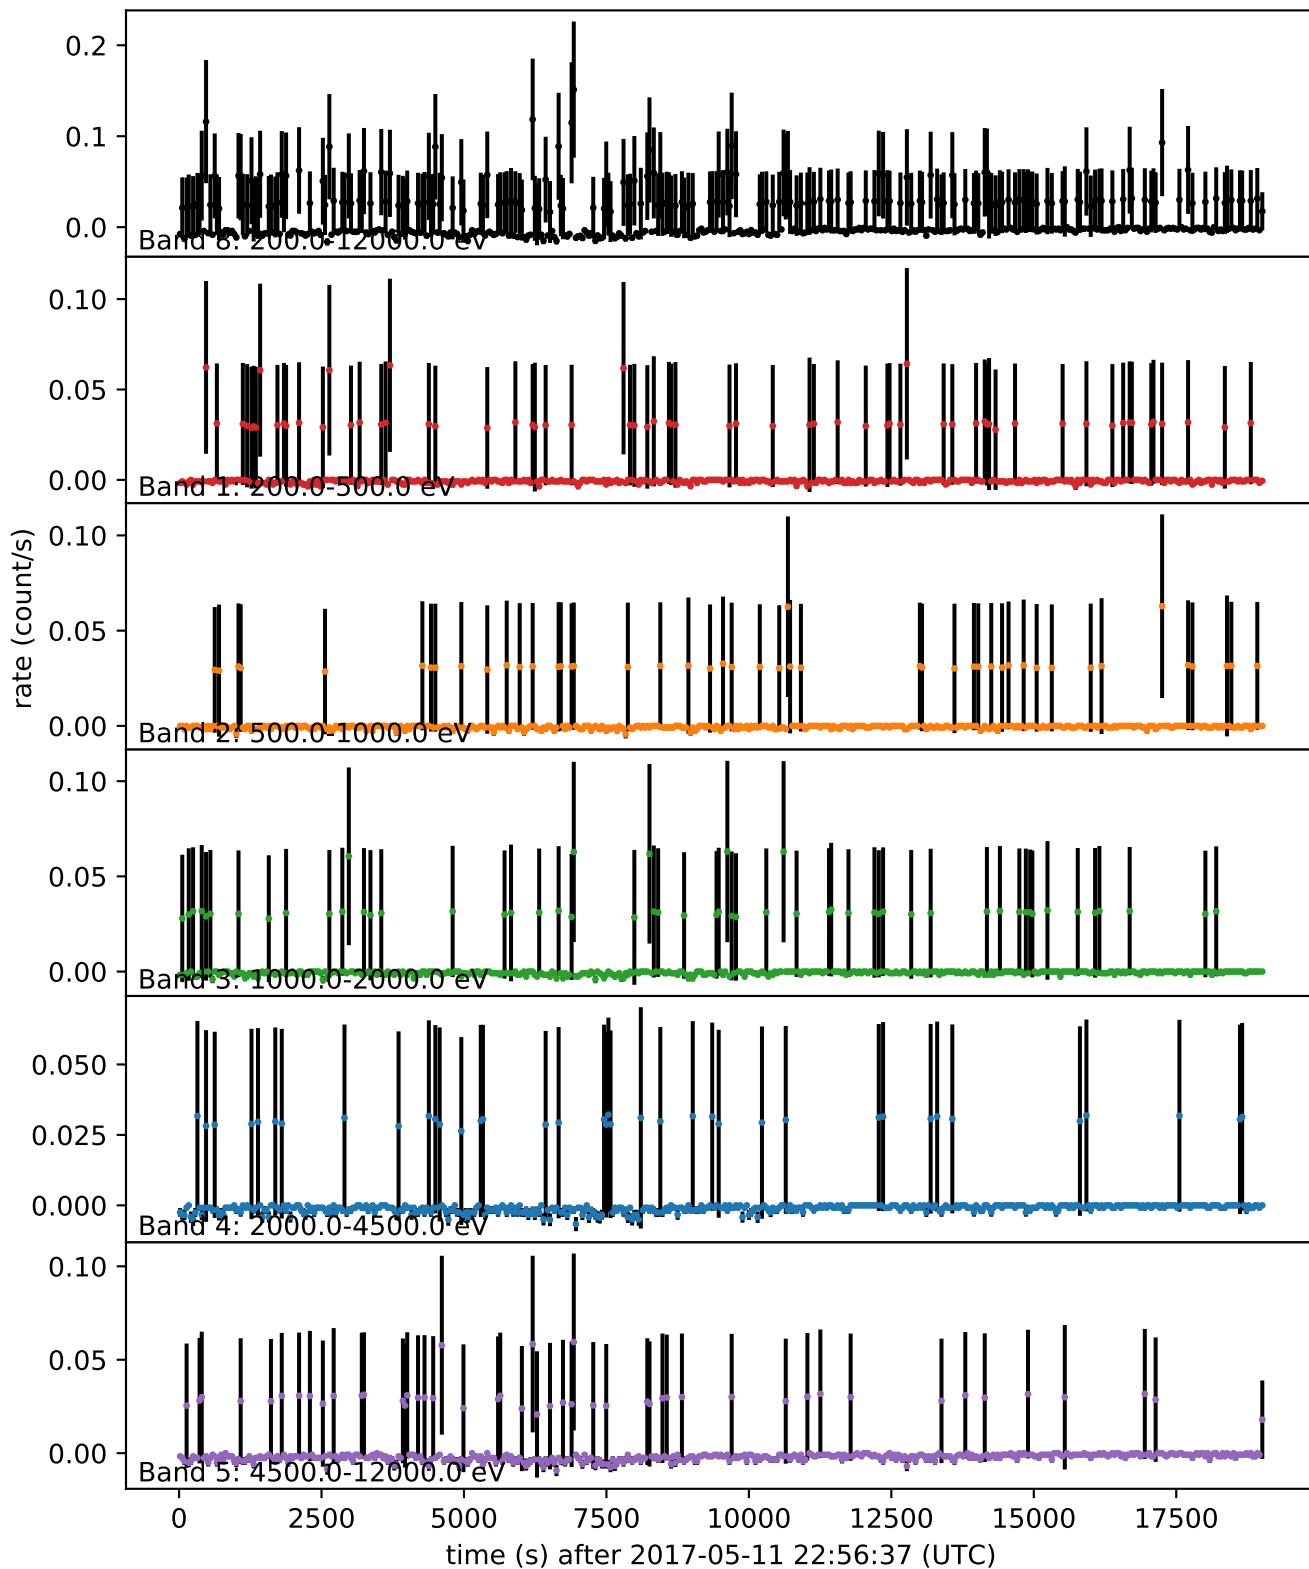 0.2
0.1
0.0
Band 8: 200.0-12000.0 eV
0.10
0.05
0.00
Band 1: 200.0-500.0 eV
0.10
0.05
0.00
Band 2: 500.0-1000.0 eV
rate (count/s)
0.10
0.05
0.00
Band 3: 1000.0-2000.0 eV
0.050
0.025
0.000
Band 4: 2000.0-4500.0 eV
0.10
0.05
0.00
Band 5: 4500.0-12000.0 eV
0 2500 5000 7500 10000 12500 15000 17500
time (s) after 2017-05-11 22:56:37 (UTC)